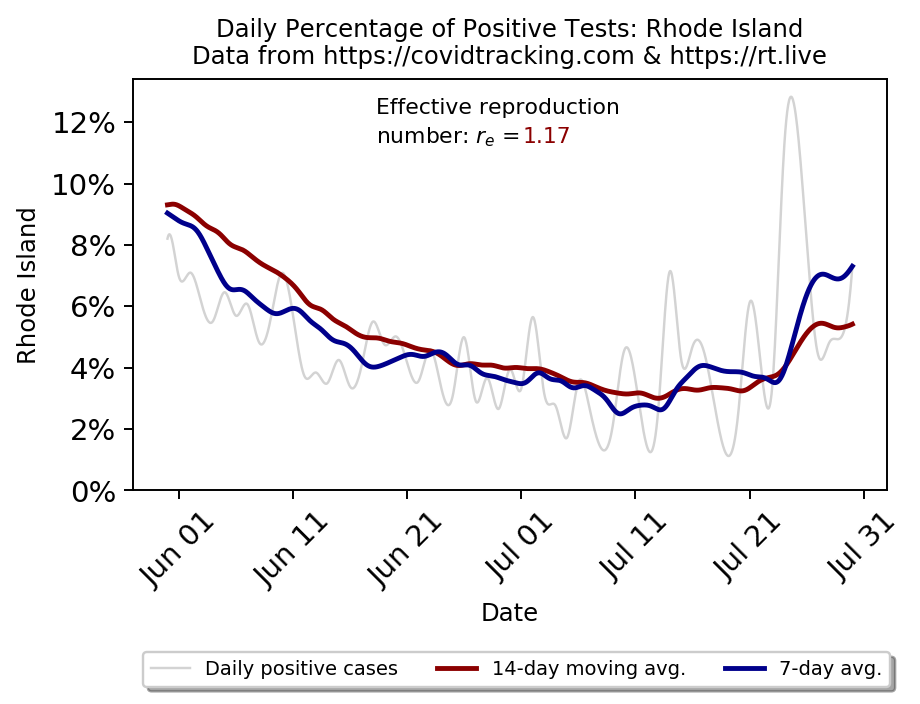 Daily Percentage of Positive Tests: Rhode Island
Data from https://covidtracking.com & https://rt.live
Effective reproduction
number: rₑ =1.17
12%
10%
8%
6%
4%
2%
0%
Rhode Island
Jun 01
Jun 11
Jun 21
Jul 01
Jul 11
Jul 21
Jul 31
Date
Daily positive cases
14-day moving avg.
7-day avg.